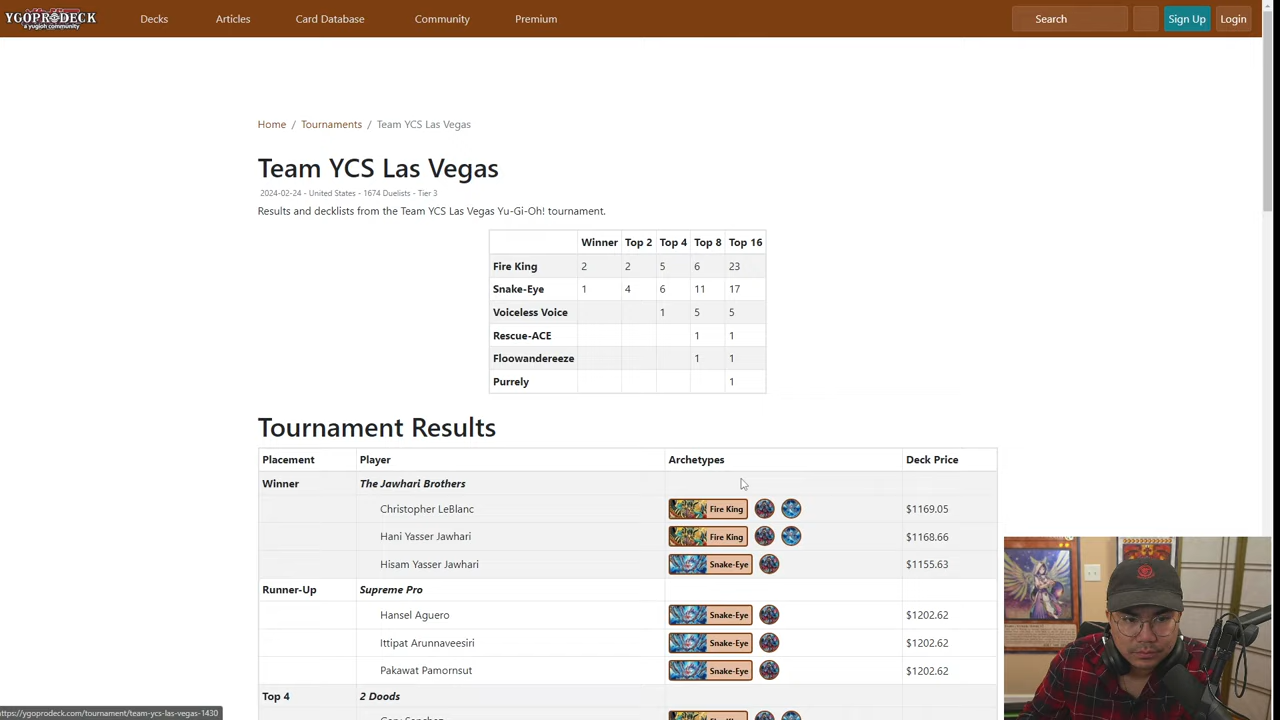 YGOPRODECK
a yugioh community
Decks
Articles
Card Database
Community
Premium
Search
Sign Up
Login
Home / Tournaments / Team YCS Las Vegas
Team YCS Las Vegas
2024-02-24 - United States - 1674 Duelists - Tier 3
Results and decklists from the Team YCS Las Vegas Yu-Gi-Oh! tournament.
Winner Top 2 Top 4 Top 8 Top 16
Fire King 2 2 5 6 23
Snake-Eye 1 4 6 11 17
Voiceless Voice 1 5 5
Rescue-ACE 1 1
Floowandereeze 1 1
Purrely 1
Tournament Results
Placement Player Archetypes Deck Price
Winner The Jawhari Brothers
Christopher LeBlanc Fire King $1169.05
Hani Yasser Jawhari Fire King $1168.66
Hisam Yasser Jawhari Snake-Eye $1155.63
Runner-Up Supreme Pro
Hansel Aguero Snake-Eye $1202.62
Ittipat Arunnaveesiri Snake-Eye $1202.62
Pakawat Pamornsut Snake-Eye $1202.62
Top 4 2 Doods
https://ygoprodeck.com/tournament/team-ycs-las-vegas-1430